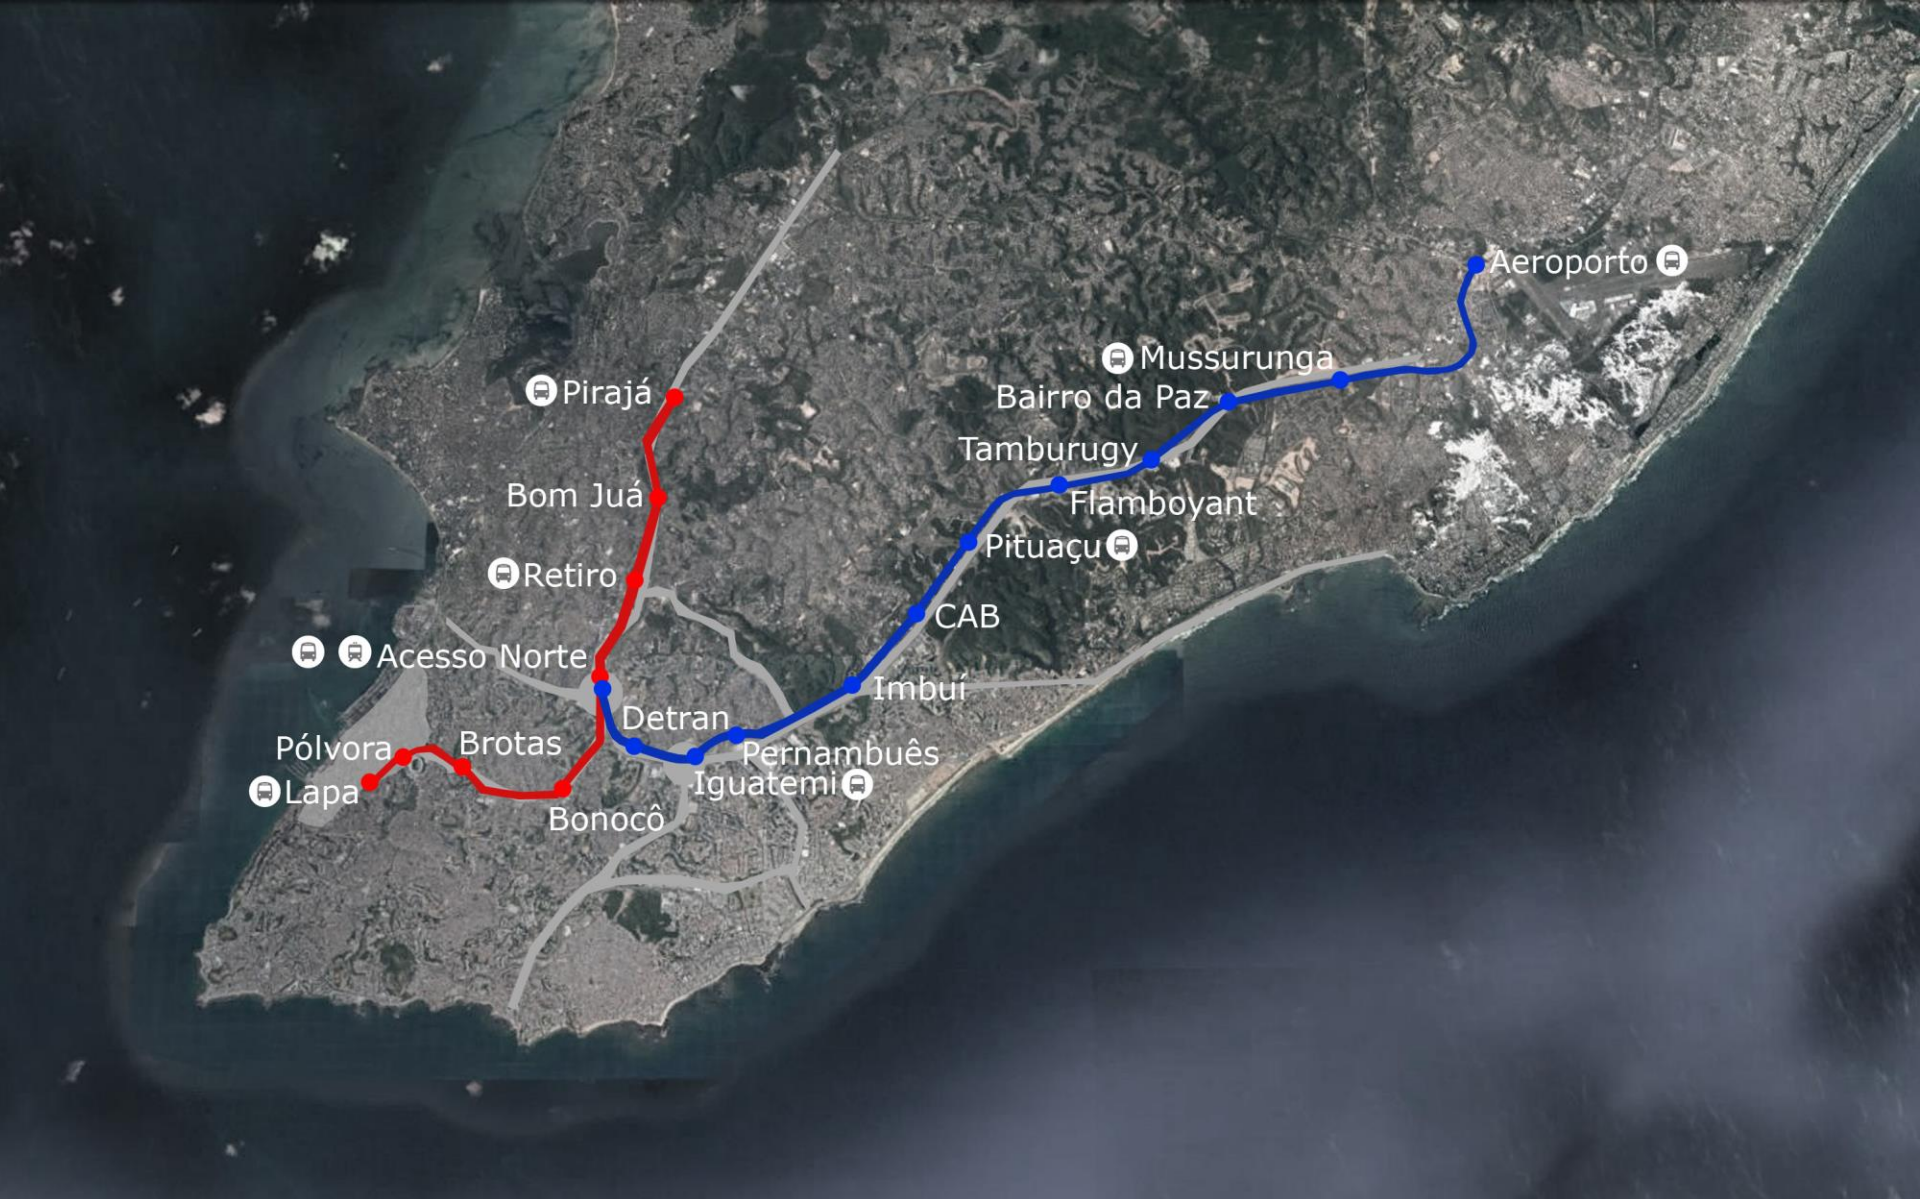 Aeroporto
Mussurunga
Pirajá
Bairro da Paz
Tamburugy
Bom Juá
Flamboyant
Pituaçu
Retiro
CAB
Acesso Norte
Imbuí
Detran
Pólvora
Brotas
Pernambuês
Iguatemi
Lapa
Bonocô